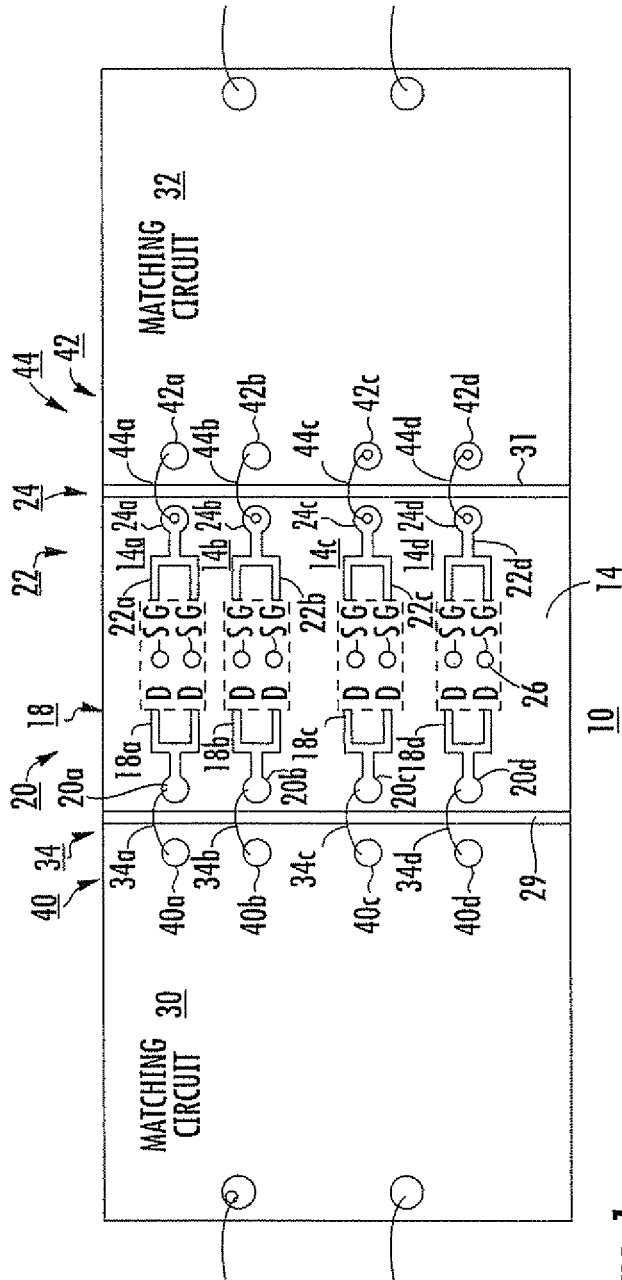 44
42
24
22
18
20
34
40
44a
42a
24a
22a
14a
18a
20a
34a
40a
D
S G
D
S G
44b
42b
24b
14b
22b
18b
20b
34b
40b
D
S G
D
S G
44c
42c
24c
14c
22c
18c
20c
34c
40c
D
S G
D
S G
44d
42d
24d
14d
22d
18d
20d
34d
40d
D
S G
D
S G
MATCHING
CIRCUIT
30
MATCHING
CIRCUIT
32
29
26
31
14
10